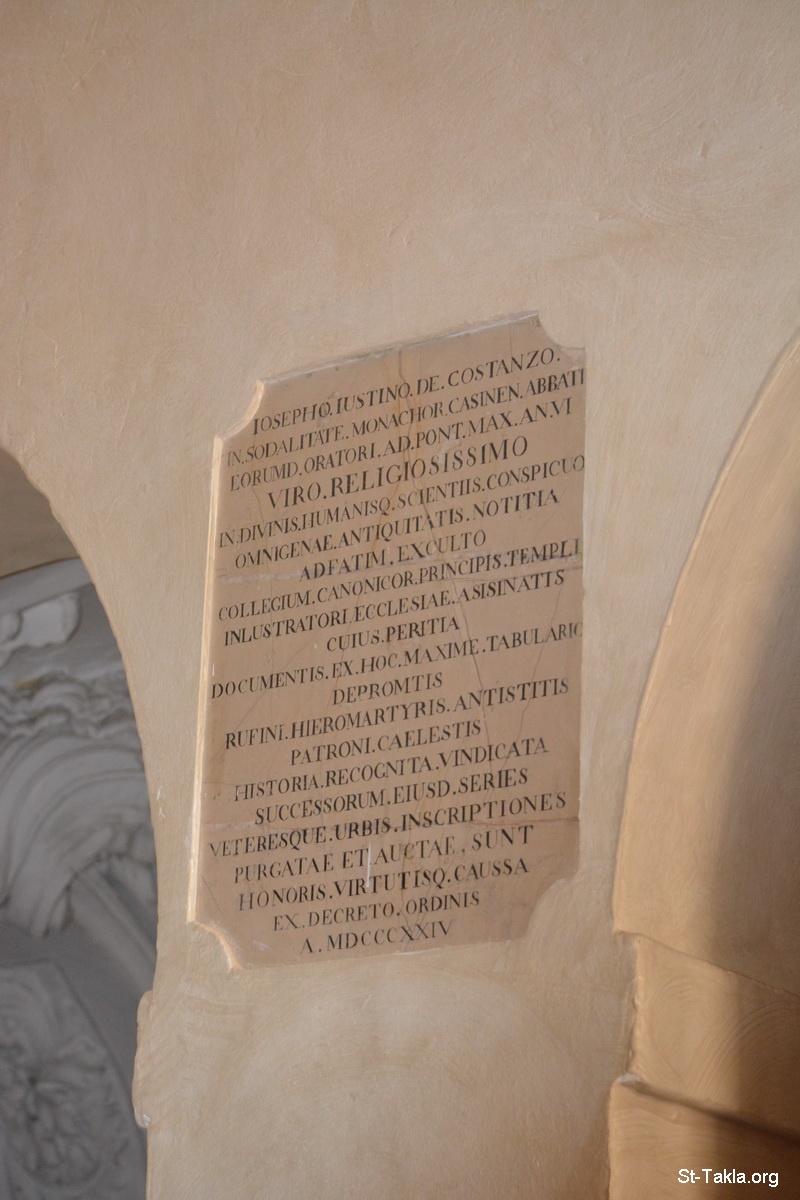 IOSEPHO.IUSTINO.DE.COSTANZO.
IN.SODALITATE.MONACHOR.CASINEN.ABBATI
EORUMD.ORATORI.AD.PONT.MAX.AN.VI
VIRO.RELIGIOSISSIMO
IN.DIVINIS.HUMANISQ.SCIENTIIS.CONSPICUO
OMNIGENAE.ANTIQUITATIS.NOTITIA
ADFATIM.EXCULTO
COLLEGIUM.CANONICOR.PRINCIPIS.TEMPLI
INLUSTRATORI.ECCLESIAE.ASISINATIS
CUIUS.PERITIA
DOCUMENTIS.EX.HOC.MAXIME.TABULARIO
DEPROMTIS
RUFINI.HIEROMARTYRIS.ANTISTITIS
PATRONI.CAELESTIS
HISTORIA.RECOGNITA.VINDICATA
SUCCESSORUM.EIUSD.SERIES
VETERESQUE.URBIS.INSCRIPTIONES
PURGATAE ET AUCTAE, SUNT
HONORIS.VIRTUTISQ.CAUSSA
EX.DECRETO.ORDINIS
A.MDCCCXXIV
St-Takla.org